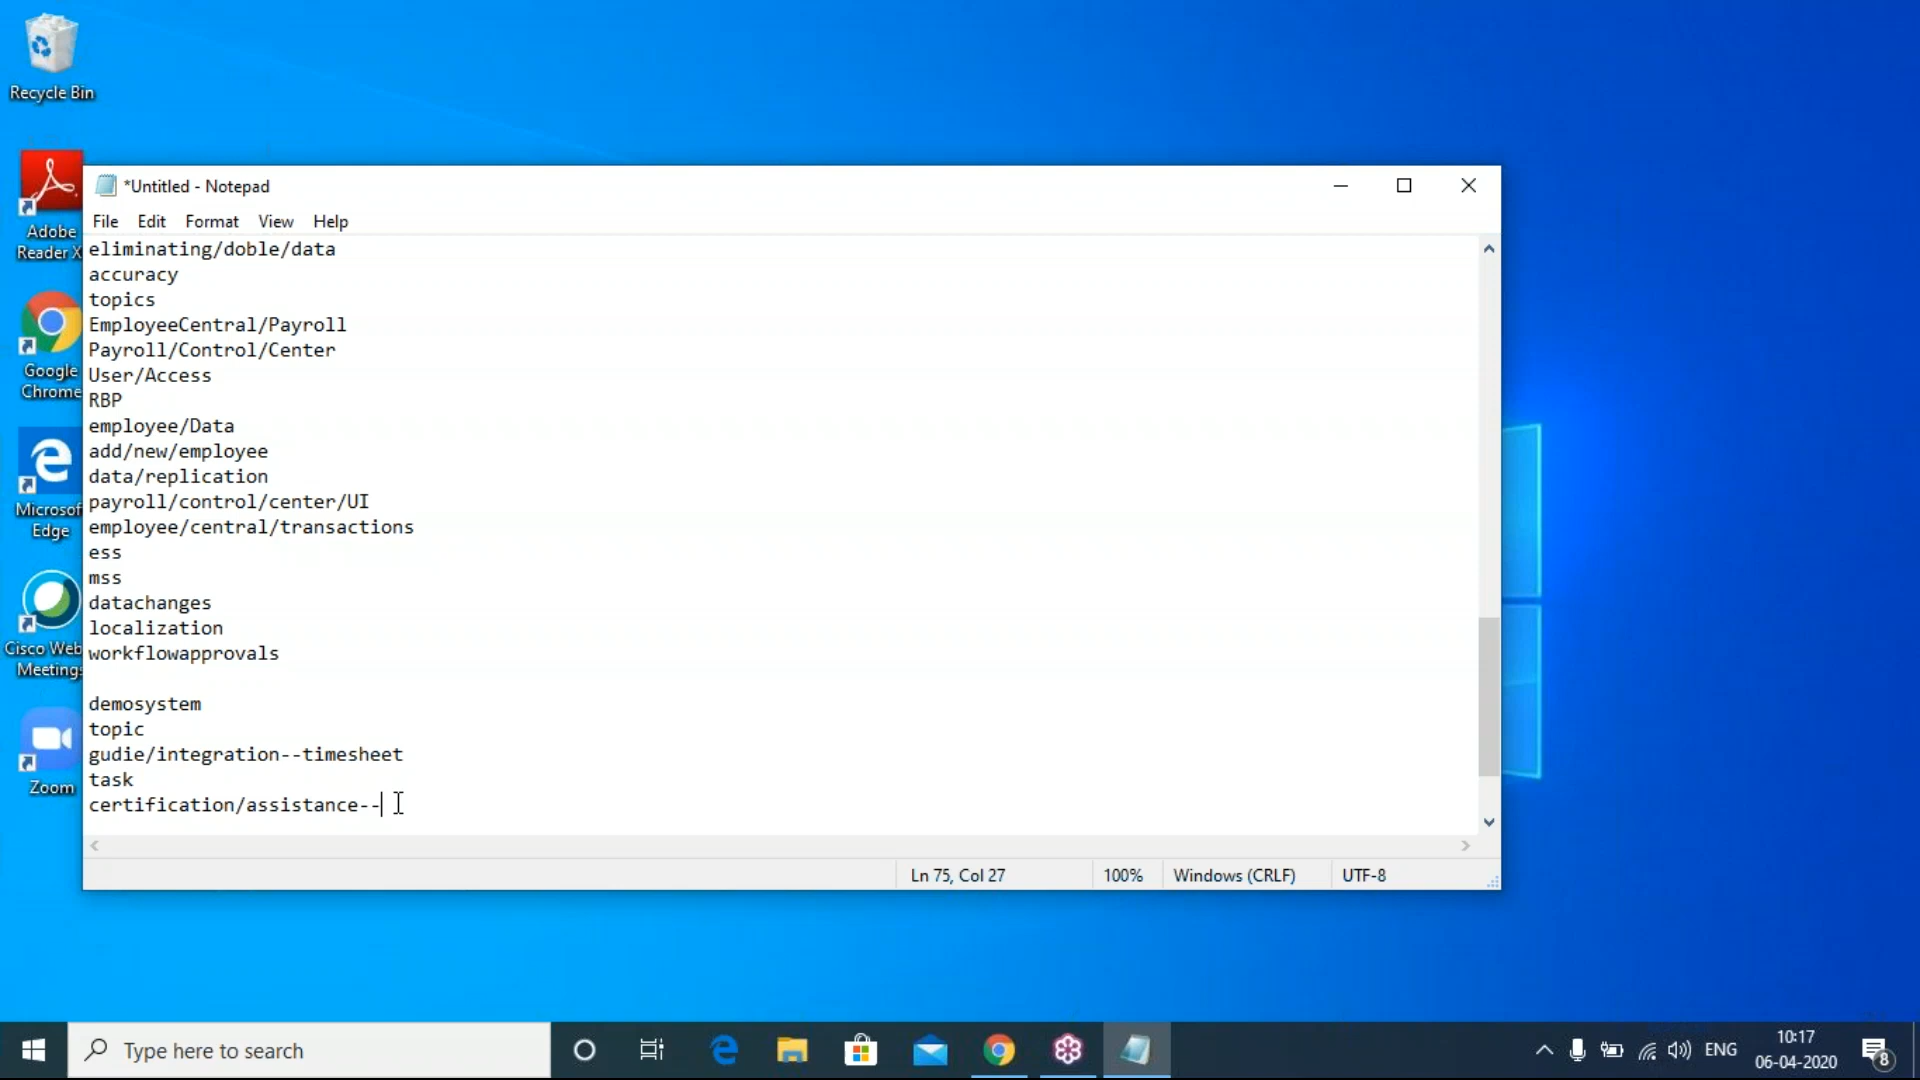 Recycle Bin
Adobe
Reader X
Google
Chrome
Microsof
Edge
Cisco Web
Meetings
Zoom
*Untitled - Notepad
File Edit Format View Help
eliminating/doble/data
accuracy
topics
EmployeeCentral/Payroll
Payroll/Control/Center
User/Access
RBP
employee/Data
add/new/employee
data/replication
payroll/control/center/UI
employee/central/transactions
ess
mss
datachanges
localization
workflowapprovals
demosystem
topic
gudie/integration--timesheet
task
certification/assistance--
Ln 75, Col 27 100% Windows (CRLF) UTF-8
Type here to search
ENG
10:17
06-04-2020
8